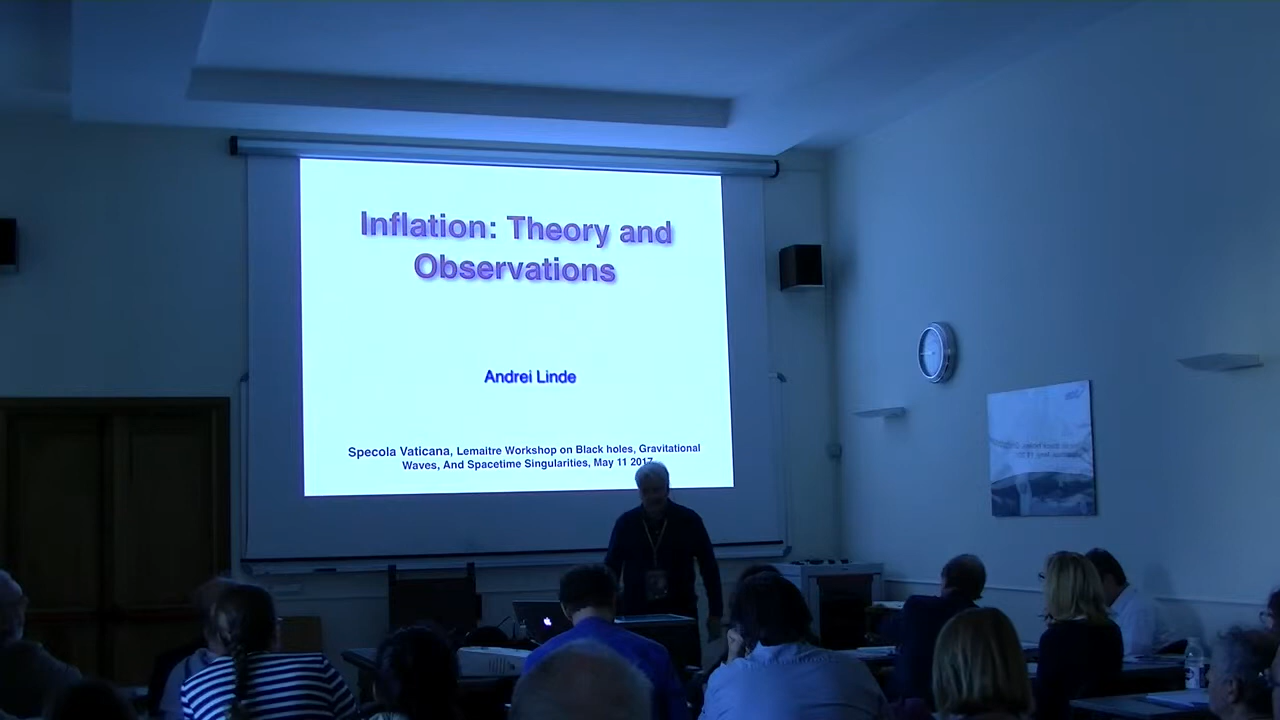 Inflation: Theory and
Observations
Andrei Linde
Specola Vaticana, Lemaitre Workshop on Black holes, Gravitational
Waves, And Spacetime Singularities, May 11 2017